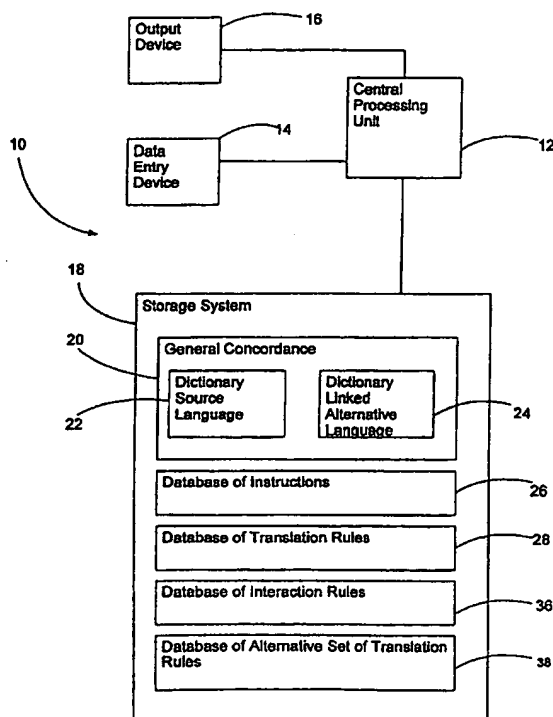 Output
Device
16
Central
Processing
Unit
14
10
Data
Entry
Device
12
18
Storage System
20
General Concordance
Dictionary
Source
Language
22
Dictionary
Linked
Alternative
Language
24
Database of Instructions
26
Database of Translation Rules
28
Database of Interaction Rules
36
Database of Alternative Set of Translation
Rules
38